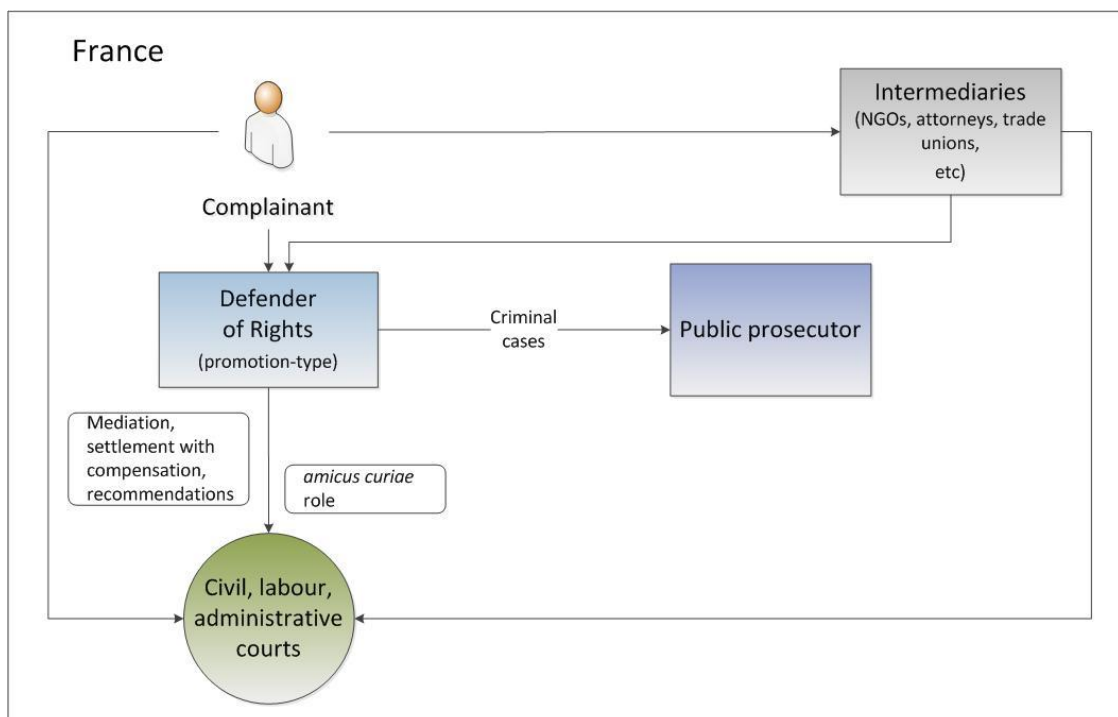 France
Intermediaries
(NGOs, attorneys, trade
unions,
etc)
Complainant
Defender
of Rights
(promotion-type)
Criminal
cases
Public prosecutor
Mediation,
settlement with
compensation,
recommendations
amicus curiae
role
Civil, labour,
administrative
courts